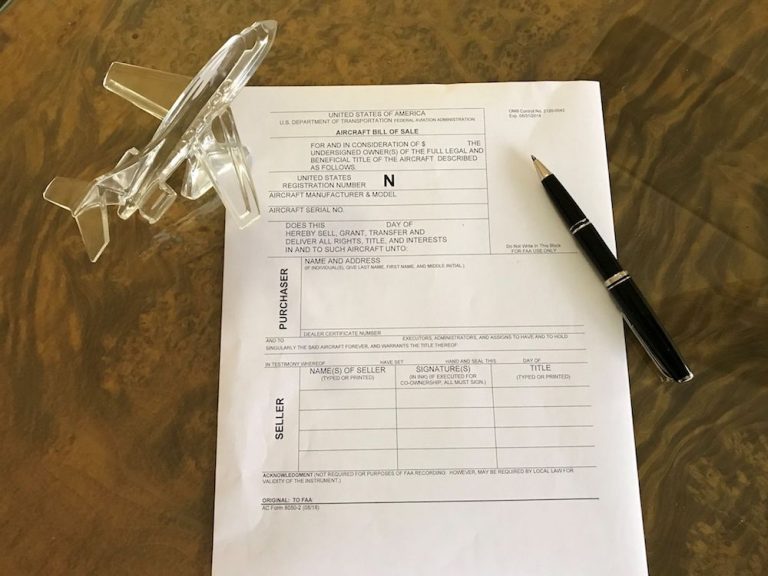 UNITED STATES OF AMERICA
U.S. DEPARTMENT OF TRANSPORTATION FEDERAL AVIATION ADMINISTRATION
AIRCRAFT BILL OF SALE
FOR AND IN CONSIDERATION OF $ THE
UNDERSIGNED OWNER(S) OF THE FULL LEGAL AND
BENEFICIAL TITLE OF THE AIRCRAFT DESCRIBED
AS FOLLOWS:
UNITED STATES
REGISTRATION NUMBER N
AIRCRAFT MANUFACTURER & MODEL
AIRCRAFT SERIAL NO.
DOES THIS DAY OF
HEREBY SELL, GRANT, TRANSFER AND
DELIVER ALL RIGHTS, TITLE, AND INTERESTS
IN AND TO SUCH AIRCRAFT UNTO:
OMB Control No.
Exp.
Do Not Write In This Block
FOR FAA USE ONLY
PURCHASER
NAME AND ADDRESS
(IF INDIVIDUAL(S), GIVE LAST NAME, FIRST NAME, AND MIDDLE INITIAL.)
DEALER CERTIFICATE NUMBER
AND TO EXECUTORS, ADMINISTRATORS, AND ASSIGNS TO HAVE AND TO HOLD
SINGULARLY THE SAID AIRCRAFT FOREVER, AND WARRANTS THE TITLE THEREOF:
IN TESTIMONY WHEREOF HAVE SET HAND AND SEAL THIS DAY OF
SELLER
NAME(S) OF SELLER
(TYPED OR PRINTED)
SIGNATURE(S)
(IN INK) (IF EXECUTED FOR
CO-OWNERSHIP, ALL MUST SIGN.)
TITLE
(TYPED OR PRINTED)
ACKNOWLEDGMENT (NOT REQUIRED FOR PURPOSES OF FAA RECORDING: HOWEVER, MAY BE REQUIRED BY LOCAL LAW FOR
VALIDITY OF THE INSTRUMENT.)
ORIGINAL: TO FAA
AC Form 8050-2 (08/18)